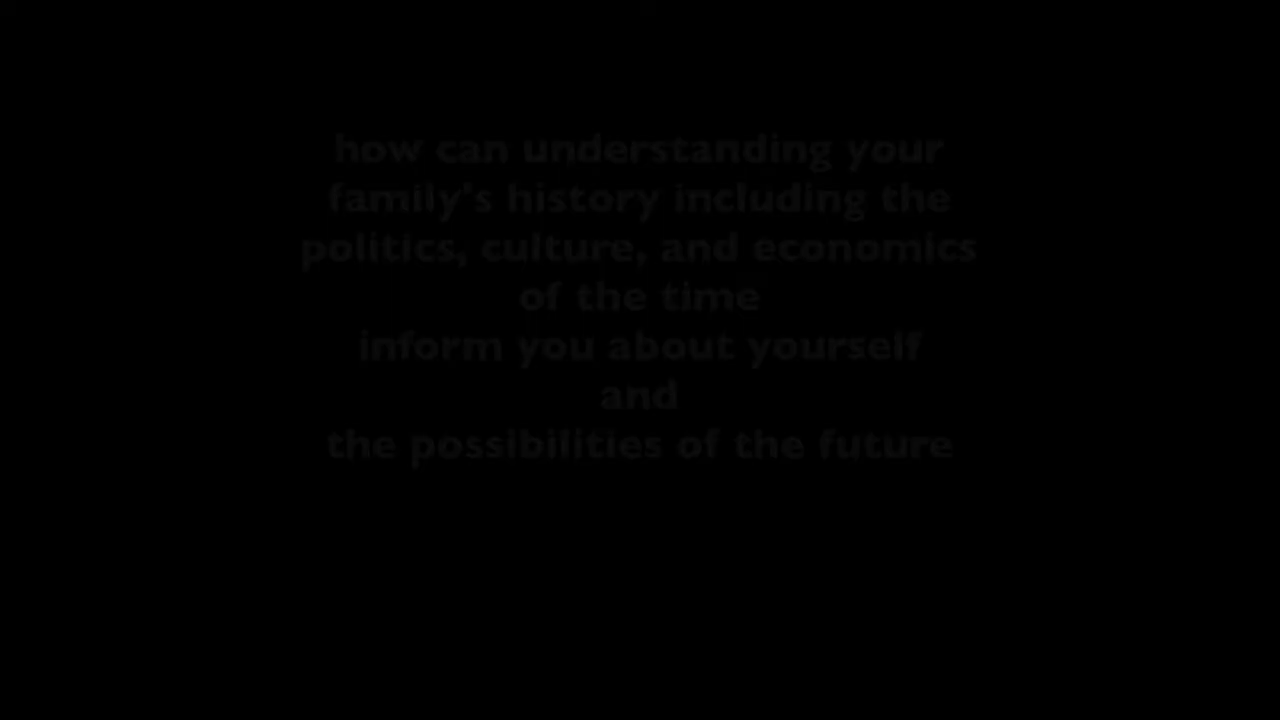 how can understanding your
family's history including the
politics, culture, and economics
of the time
inform you about yourself
and
the possibilities of the future